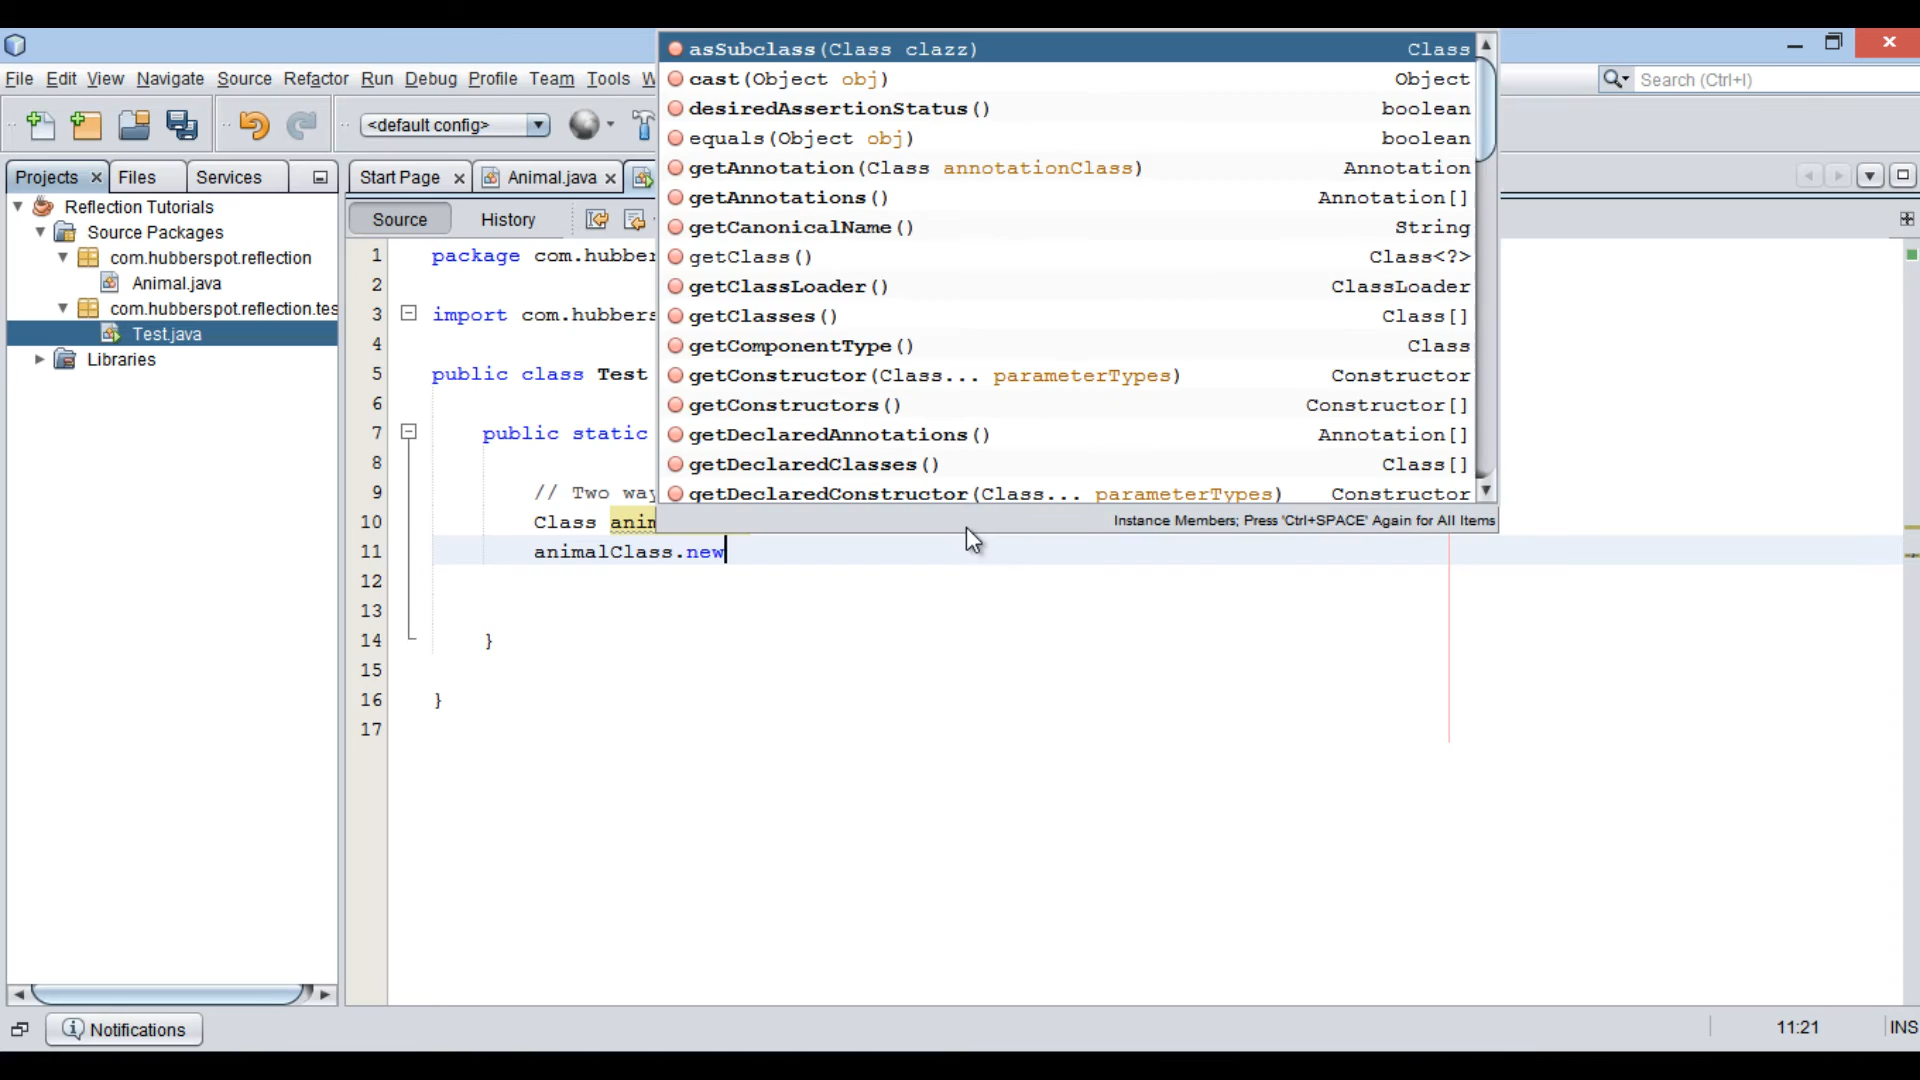 File Edit View Navigate Source Refactor Run Debug Profile Team Tools W
Search (Ctrl+I)
<default config>
Projects Files Services
Start Page Animal.java
Source History
Reflection Tutorials
Source Packages
com.hubberspot.reflection
Animal.java
com.hubberspot.reflection.tes
Test.java
Libraries
1 package com.hubber
2
3 import com.hubbers
4
5 public class Test
6
7 public static
8
9 // Two way
10 Class anim
11 animalClass.new
12
13
14 }
15
16 }
17
asSubclass(Class clazz) Class
cast(Object obj) Object
desiredAssertionStatus() boolean
equals(Object obj) boolean
getAnnotation(Class annotationClass) Annotation
getAnnotations() Annotation[]
getCanonicalName() String
getClass() Class<?>
getClassLoader() ClassLoader
getClasses() Class[]
getComponentType() Class
getConstructor(Class... parameterTypes) Constructor
getConstructors() Constructor[]
getDeclaredAnnotations() Annotation[]
getDeclaredClasses() Class[]
getDeclaredConstructor(Class... parameterTypes) Constructor
Instance Members; Press 'Ctrl+SPACE' Again for All Items
Notifications
11:21 INS